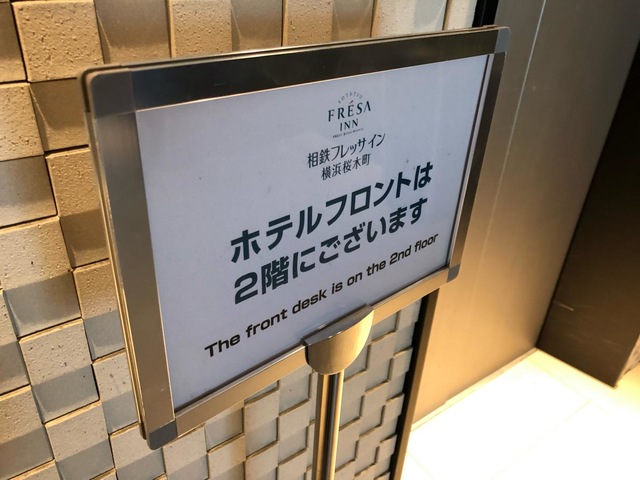 SOTETSU
FRESA
INN
相鉄フレッサイン
横浜桜木町
ホテルフロントは
2階にございます
The front desk is on the 2nd floor